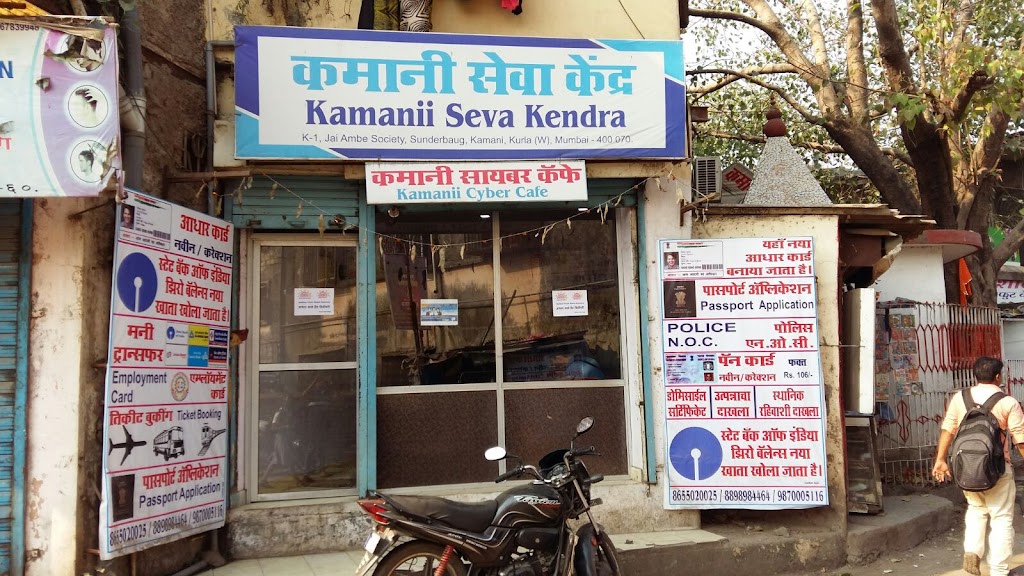 कमानी सेवा केंद्र
Kamanii Seva Kendra
K-1, Jai Ambe Society, Sunderbaug, Kamani, Kurla (W), Mumbai - 400 070.
कमानी सायबर कॅफे
Kamanii Cyber Cafe
आधार कार्ड
नवीन / करेक्शन
स्टेट बॅंक ऑफ इंडिया
झिरो बॅलेन्स नया
खाता खोला जाता है!
मनी
ट्रान्सफर
Employment Card
एम्प्लॉयमेंट कार्ड
तिकीट बुकींग Ticket Booking
पासपोर्ट ॲप्लिकेशन
Passport Application
8655020025 / 8898984464 / 9870005116
यहाँ नया
आधार कार्ड
बनाया जाता है!
पासपोर्ट ॲप्लिकेशन
Passport Application
POLICE पोलिस
N.O.C. एन.ओ.सी.
पॅन कार्ड फक्त
नवीन/करेक्शन Rs. 106/-
डोमिसाईल उत्पन्नाचा स्थानिक
सर्टिफिकेट दाखला रहिवाशी दाखला
स्टेट बॅंक ऑफ इंडिया
झिरो बॅलेन्स नया
खाता खोला जाता है!
8655020025 / 8898984464 / 9870005116